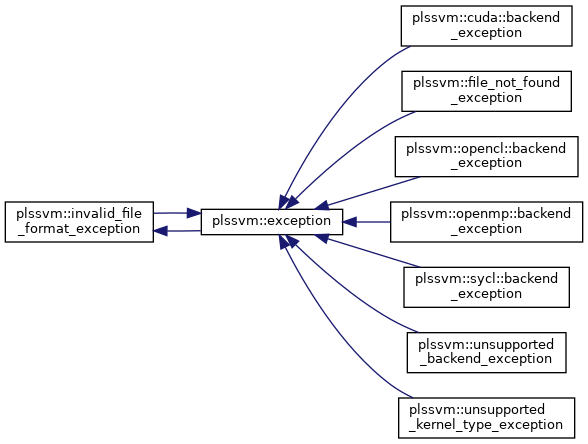 plssvm::cuda::backend
_exception
plssvm::file_not_found
_exception
plssvm::opencl::backend
_exception
plssvm::invalid_file
_format_exception
plssvm::exception
plssvm::openmp::backend
_exception
plssvm::sycl::backend
_exception
plssvm::unsupported
_backend_exception
plssvm::unsupported
_kernel_type_exception